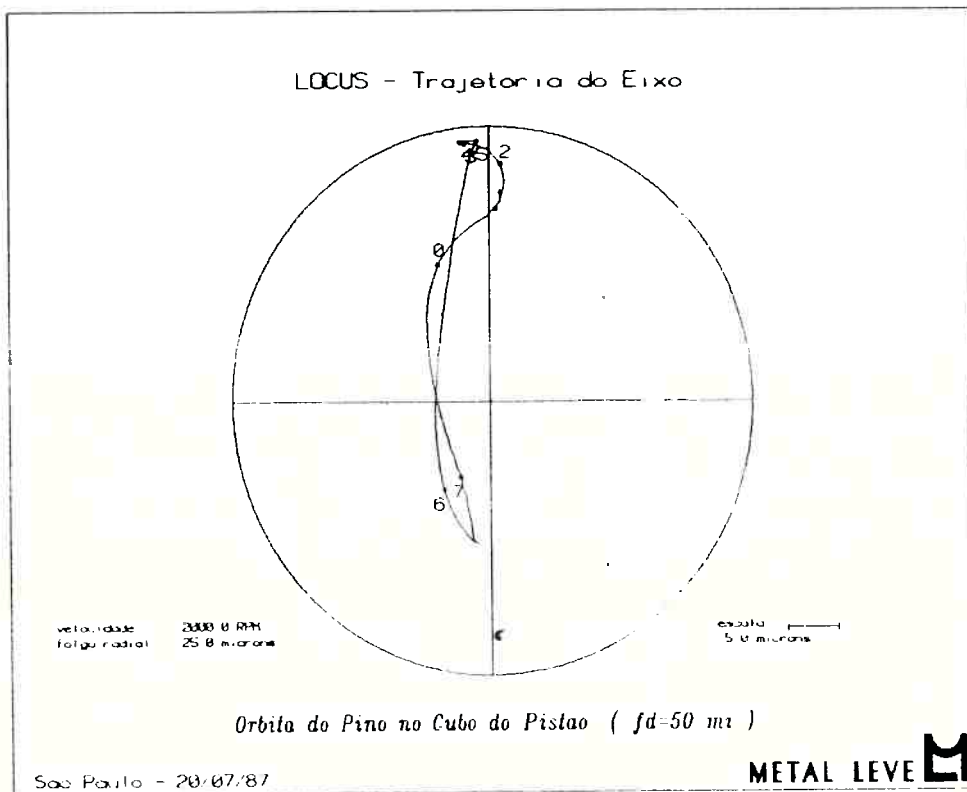 LOCUS - Trajetoria do Eixo
2
0
7
6
velocidade 2000.0 RPM
folga radial 25.0 microns
escala
5.0 microns
Orbita do Pino no Cubo do Pistao ( fd=50 mi )
METAL LEVE
Sao Paulo - 20/07/87